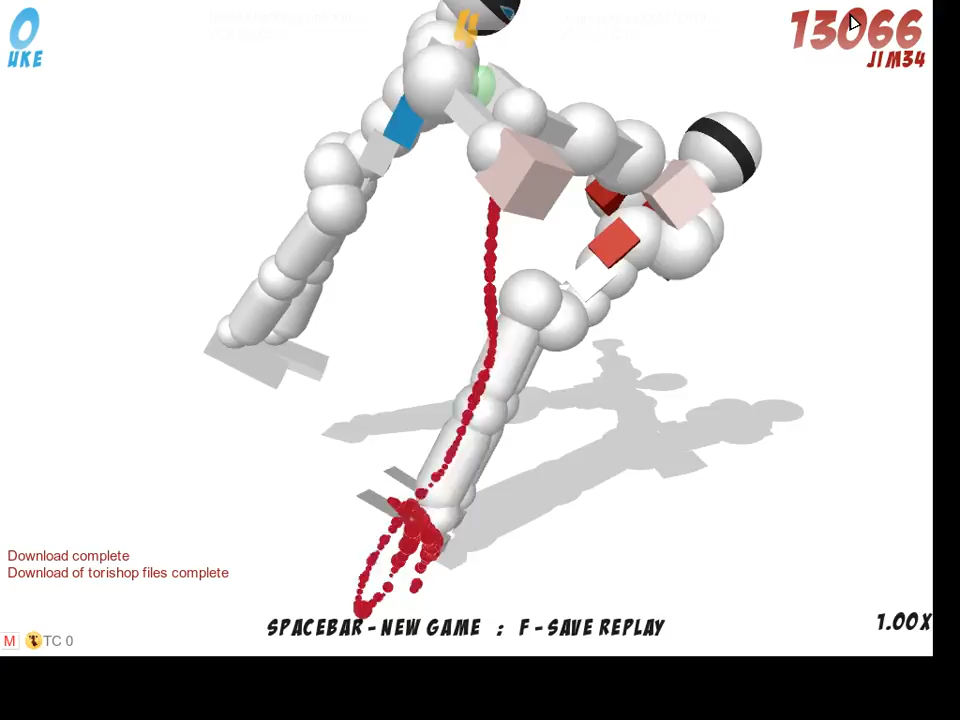 0
UKE
4
13066
JIM34
Download complete
Download of torishop files complete
SPACEBAR - NEW GAME : F - SAVE REPLAY
1.00X
M TC 0